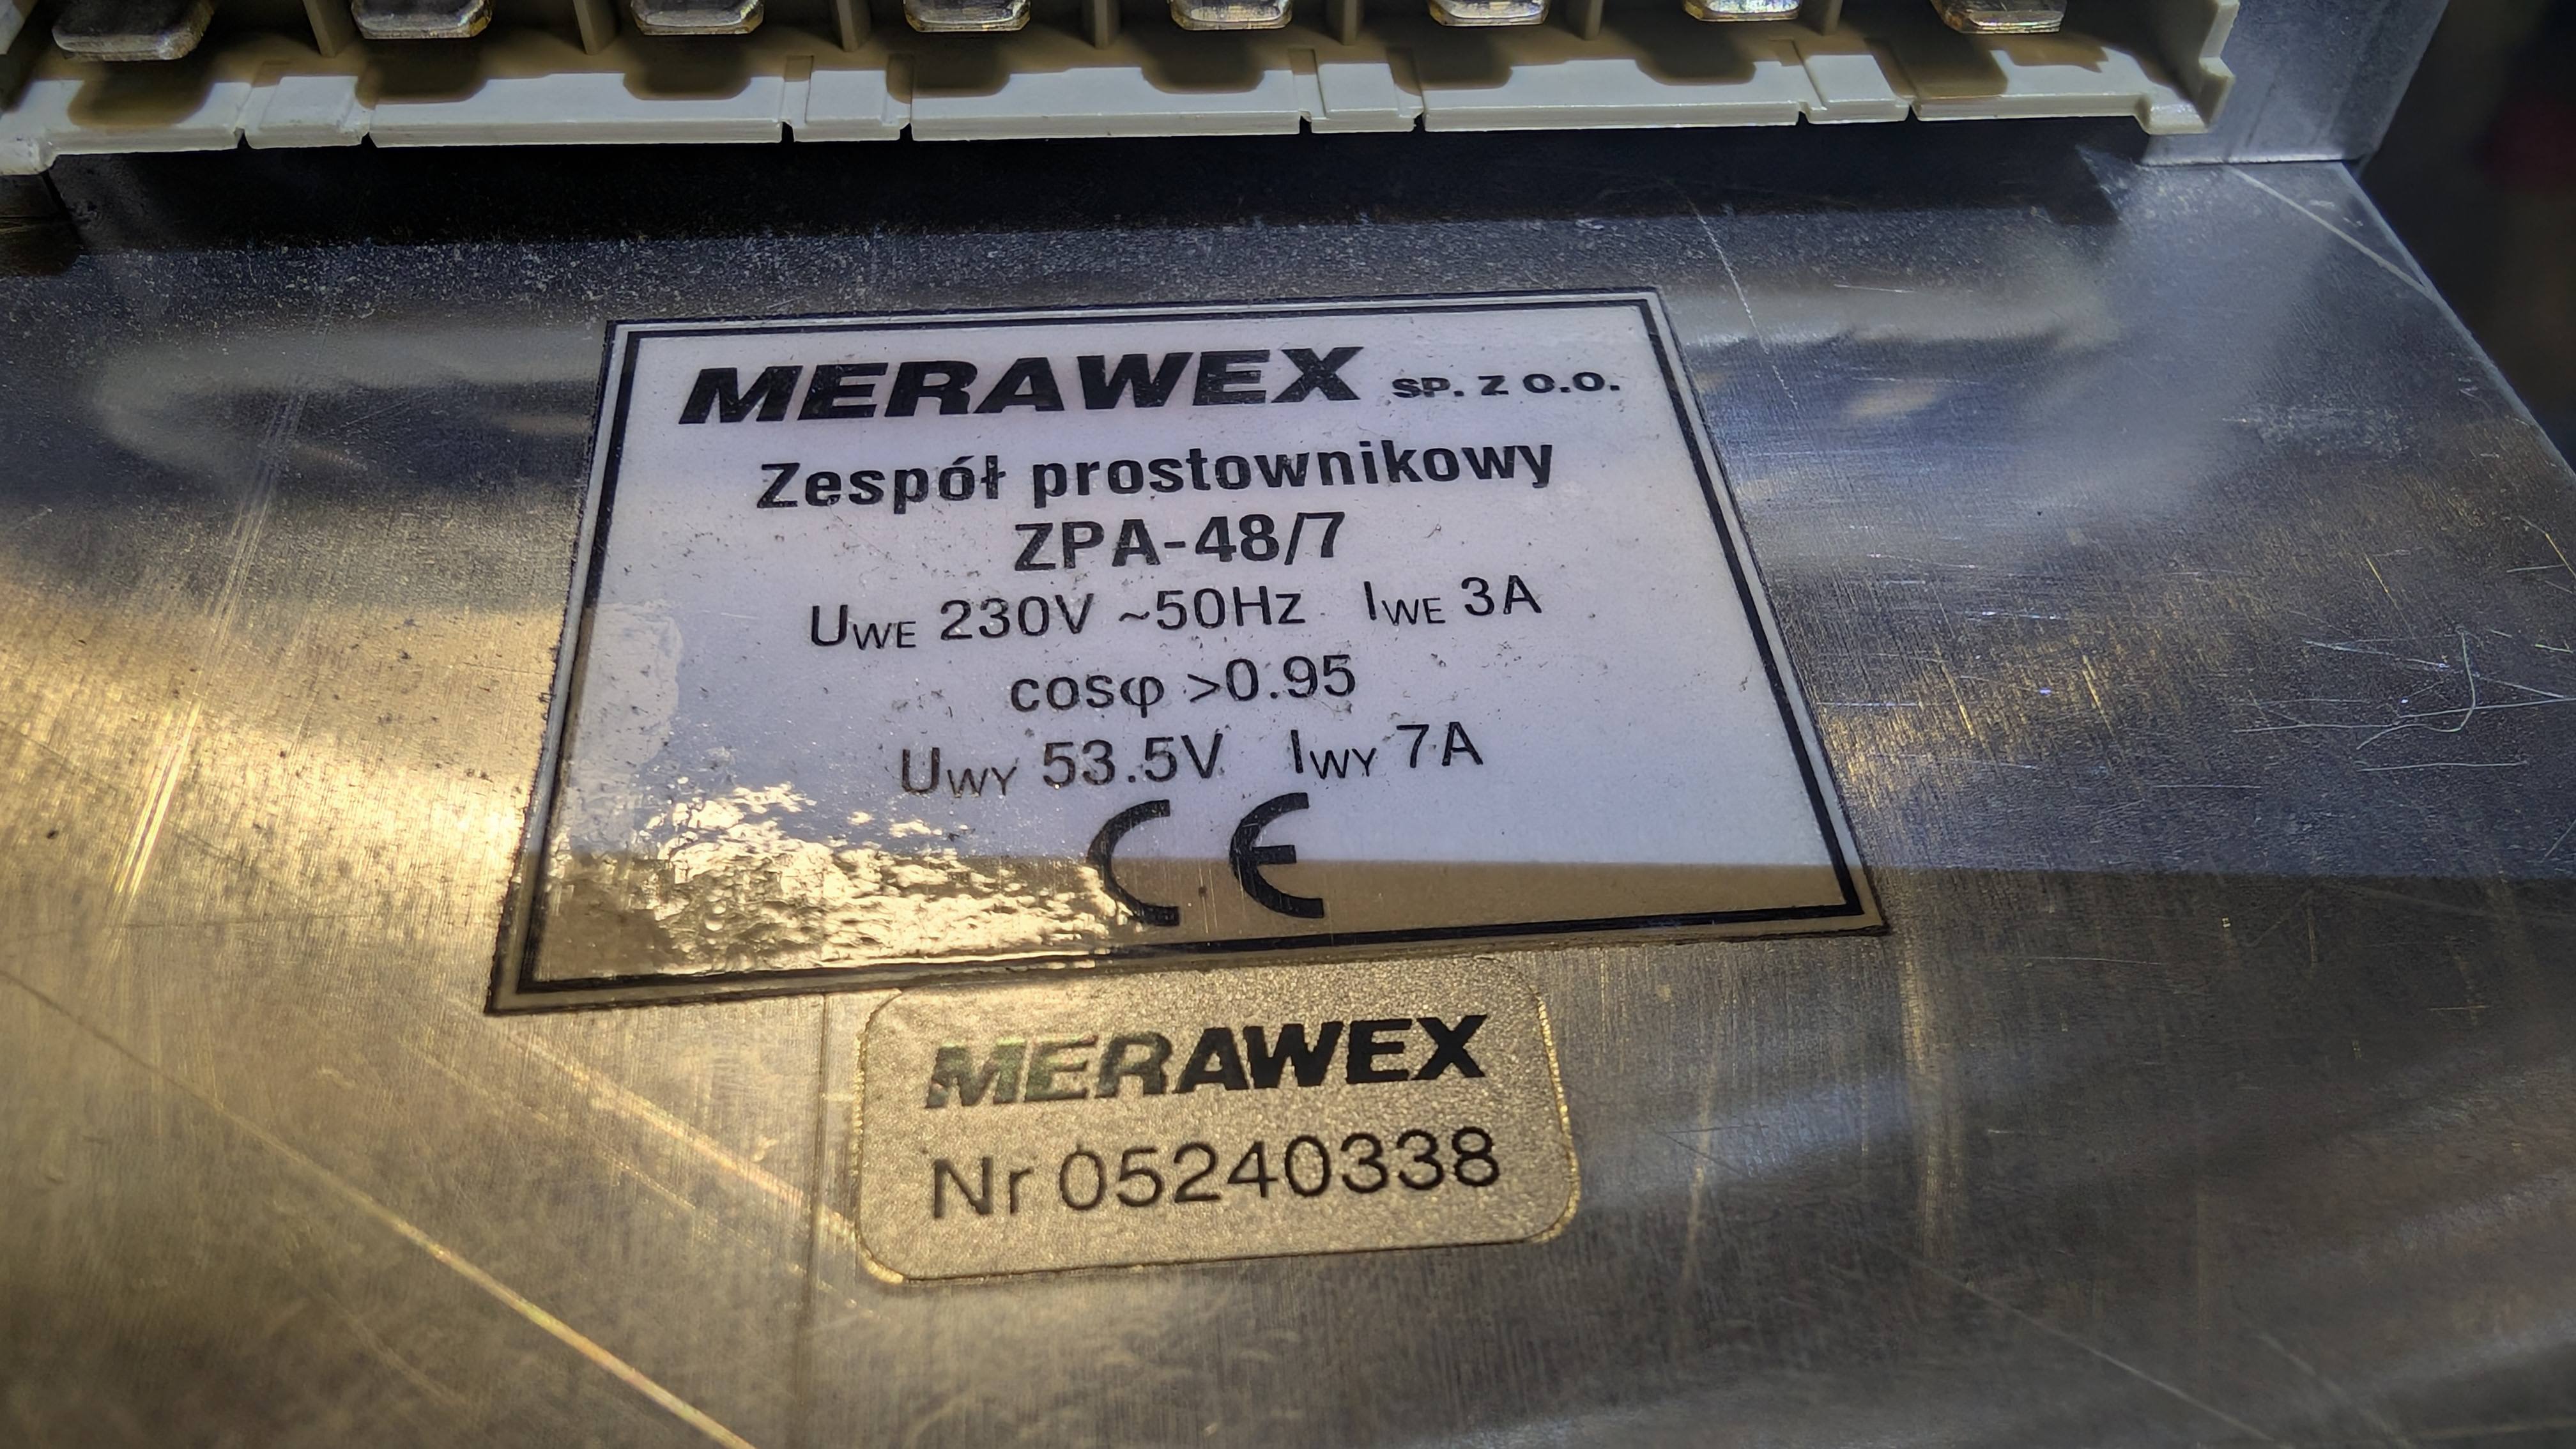 MERAWEX SP. Z O.O.
Zespół prostownikowy
ZPA-48/7
UWE 230V ~50Hz IWE 3A
cosφ >0.95
UWY 53.5V IWY 7A
CE
MERAWEX
Nr 05240338